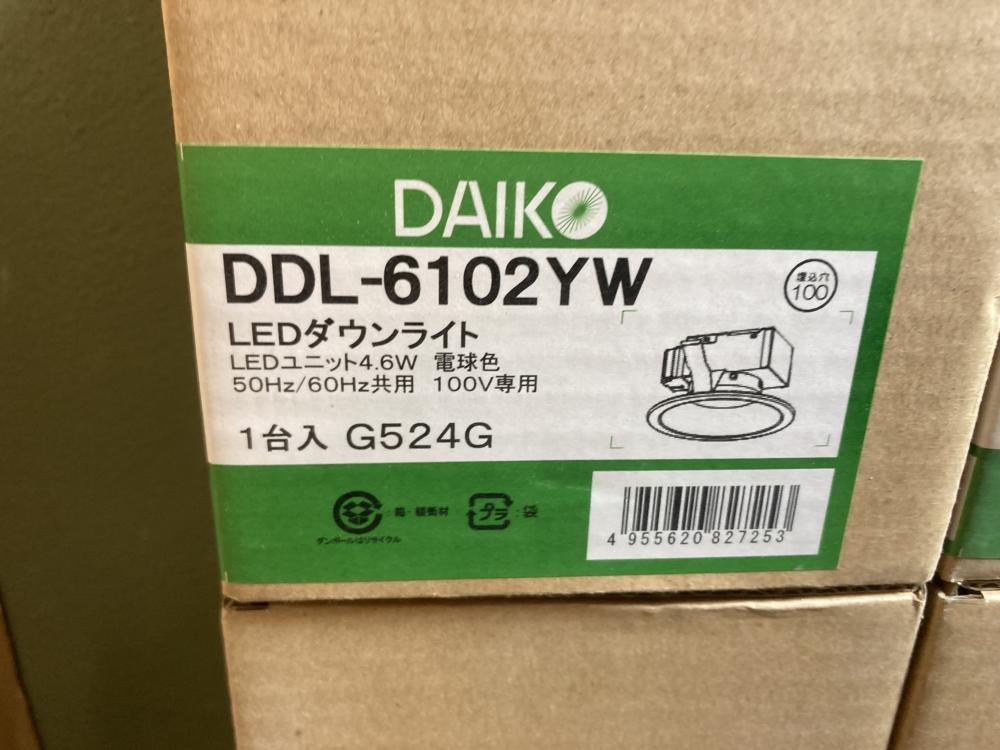 DAIKO
DDL-6102YW
埋込穴
100
LEDダウンライト
LEDユニット4.6W 電球色
50Hz/60Hz共用 100V専用
1台入 G524G
:箱・緩衝材
プラ :袋
ダンボールはリサイクル
4 955620 827253